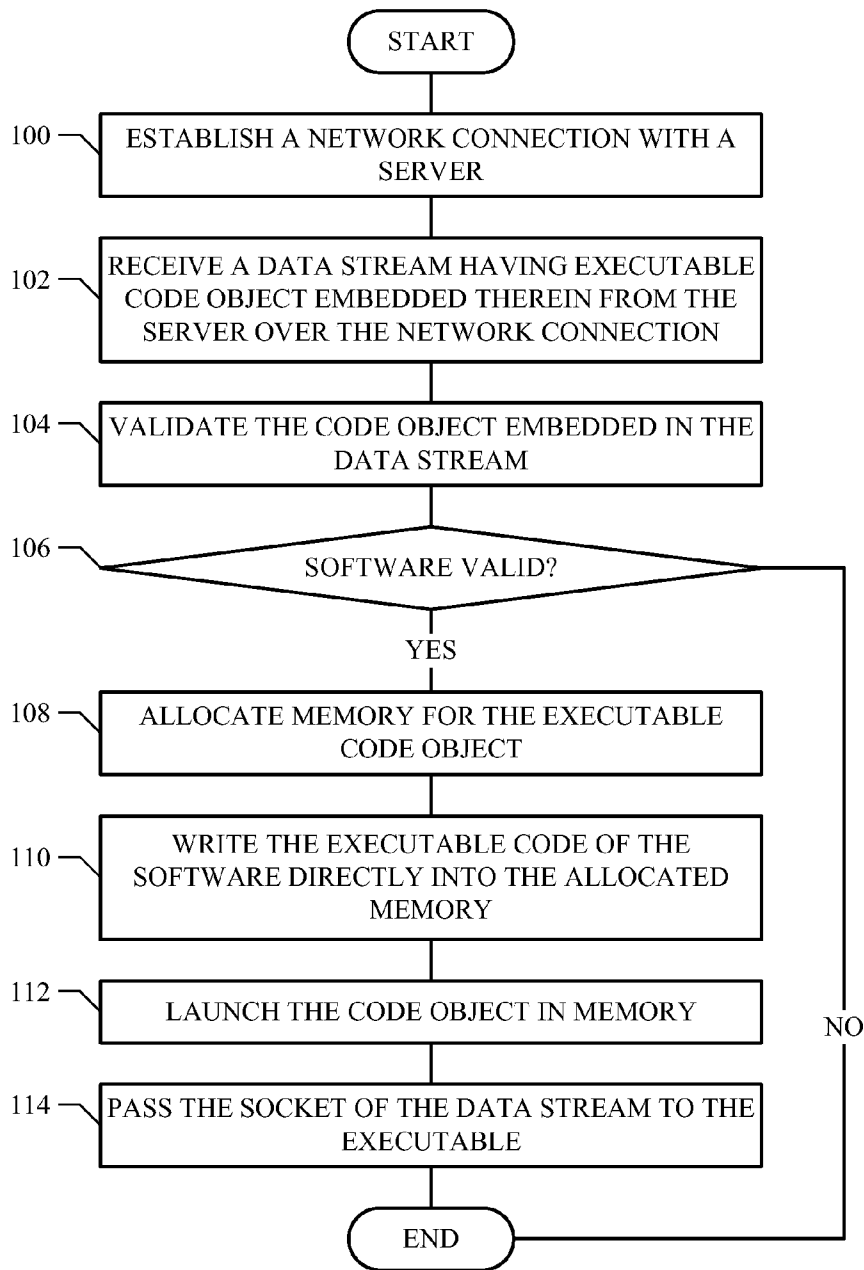 START
100
ESTABLISH A NETWORK CONNECTION WITH A
SERVER
102
RECEIVE A DATA STREAM HAVING EXECUTABLE
CODE OBJECT EMBEDDED THEREIN FROM THE
SERVER OVER THE NETWORK CONNECTION
104
VALIDATE THE CODE OBJECT EMBEDDED IN THE
DATA STREAM
106
SOFTWARE VALID?
YES
108
ALLOCATE MEMORY FOR THE EXECUTABLE
CODE OBJECT
110
WRITE THE EXECUTABLE CODE OF THE
SOFTWARE DIRECTLY INTO THE ALLOCATED
MEMORY
112
LAUNCH THE CODE OBJECT IN MEMORY
NO
114
PASS THE SOCKET OF THE DATA STREAM TO THE
EXECUTABLE
END